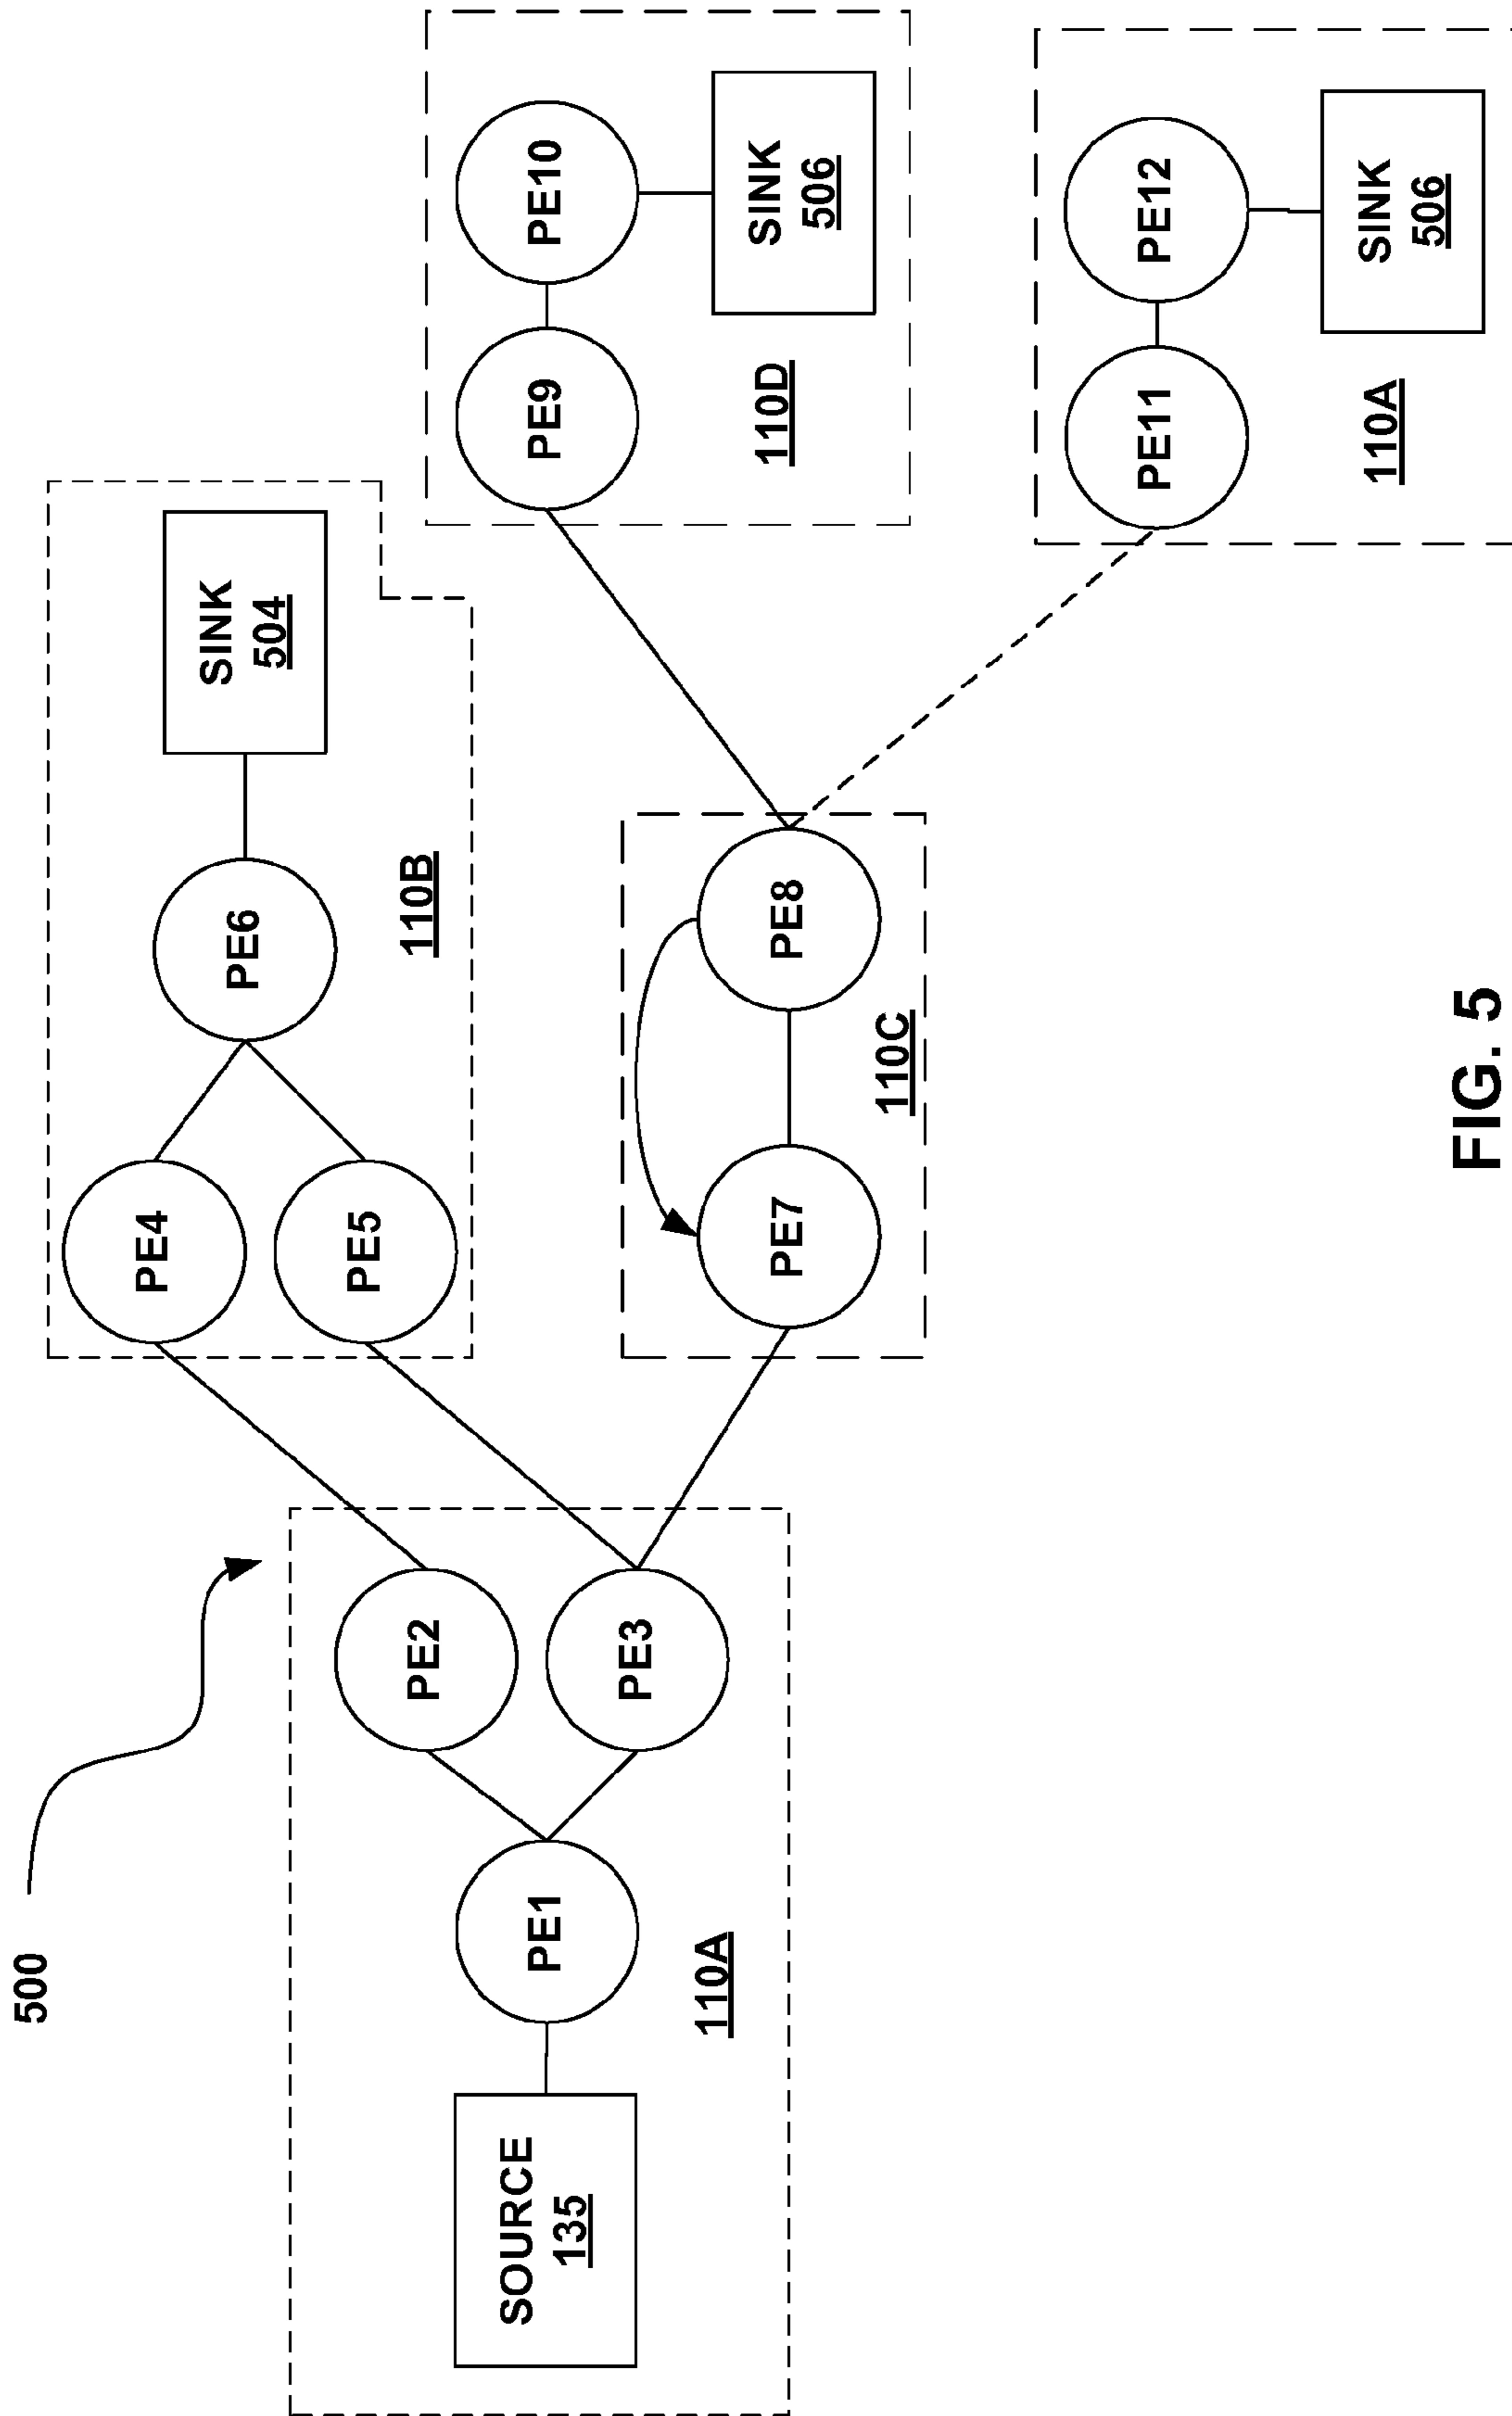 500
SOURCE
135
PE1
PE2
PE3
110A
PE4
PE5
PE6
SINK
504
110B
PE7
PE8
110C
PE9
PE10
SINK
506
110D
PE11
PE12
SINK
506
110A
FIG. 5